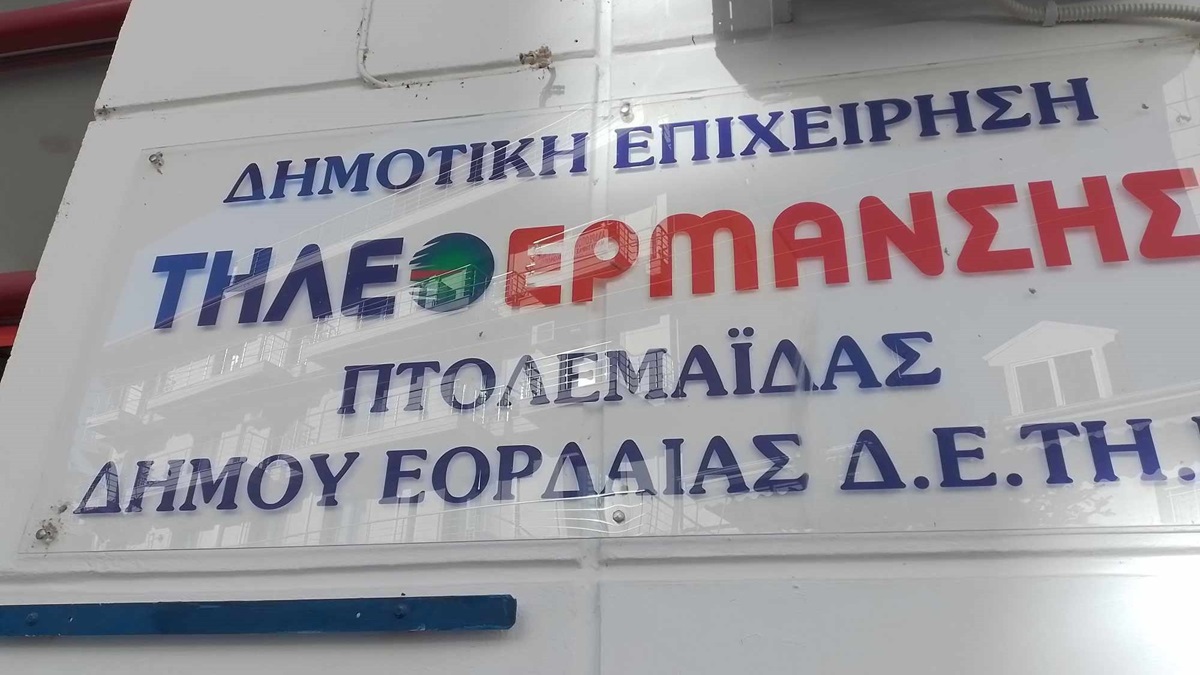 ΔΗΜΟΤΙΚΗ ΕΠΙΧΕΙΡΗΣΗ
ΤΗΛΕΘΕΡΜΑΝΣΗΣ
ΠΤΟΛΕΜΑΪΔΑΣ
ΔΗΜΟΥ ΕΟΡΔΑΙΑΣ Δ.Ε.ΤΗ.